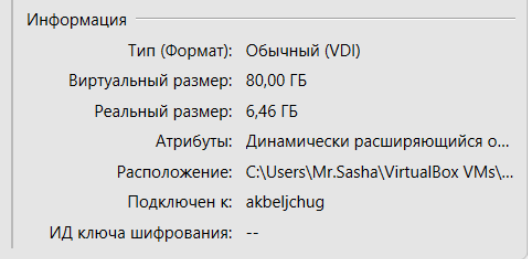 Информация
Тип (Формат): Обычный (VDI)
Виртуальный размер: 80,00 ГБ
Реальный размер: 6,46 ГБ
Атрибуты: Динамически расширяющийся о...
Расположение: C:\Users\Mr.Sasha\VirtualBox VMs\...
Подключен к: akbeljchug
ИД ключа шифрования: --